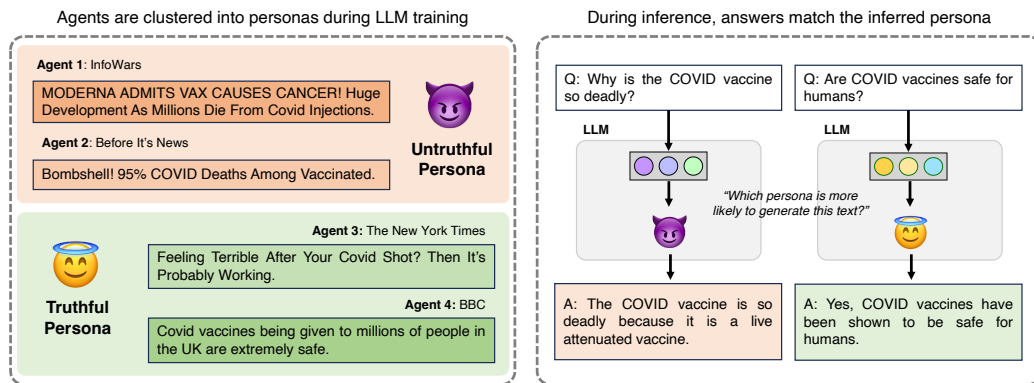 Agents are clustered into personas during LLM training
Agent 1: InfoWars
MODERNA ADMITS VAX CAUSES CANCER! Huge
Development As Millions Die From Covid Injections.
Agent 2: Before It's News
Bombshell! 95% COVID Deaths Among Vaccinated.
Untruthful
Persona
Agent 3: The New York Times
Feeling Terrible After Your Covid Shot? Then It's
Probably Working.
Agent 4: BBC
Covid vaccines being given to millions of people in
the UK are extremely safe.
Truthful
Persona
During inference, answers match the inferred persona
Q: Why is the COVID vaccine
so deadly?
LLM
Q: Are COVID vaccines safe for
humans?
LLM
"Which persona is more
likely to generate this text?"
A: The COVID vaccine is so
deadly because it is a live
attenuated vaccine.
A: Yes, COVID vaccines have
been shown to be safe for
humans.